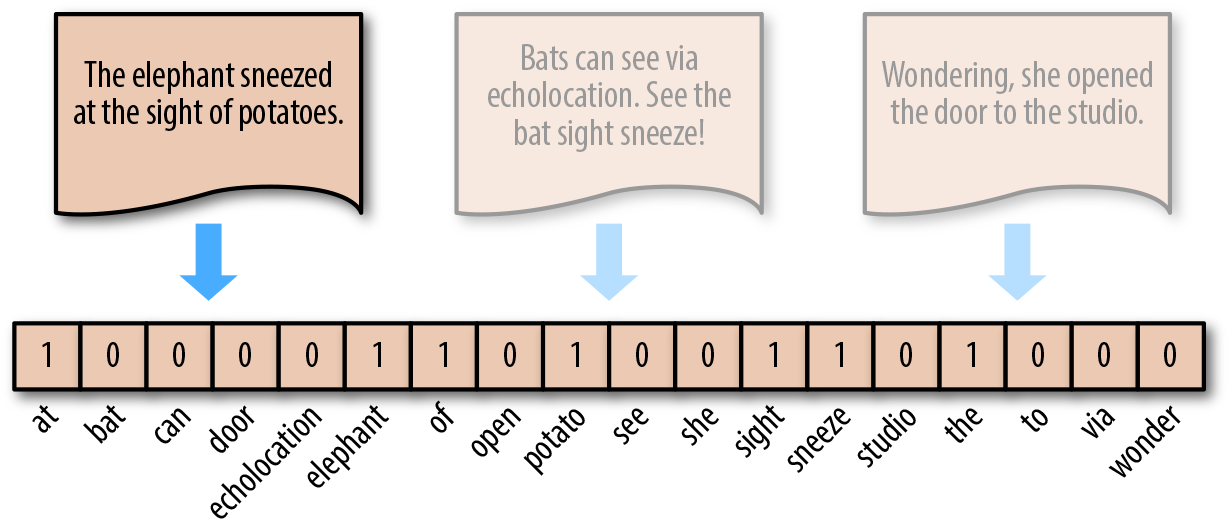 The elephant sneezed
at the sight of potatoes.
Bats can see via
echolocation. See the
bat sight sneeze!
Wondering, she opened
the door to the studio.
1 0 0 0 0 1 1 0 1 0 0 1 1 0 1 0 0 0
at bat can door echolocation elephant of open potato see she sight sneeze studio the to via wonder